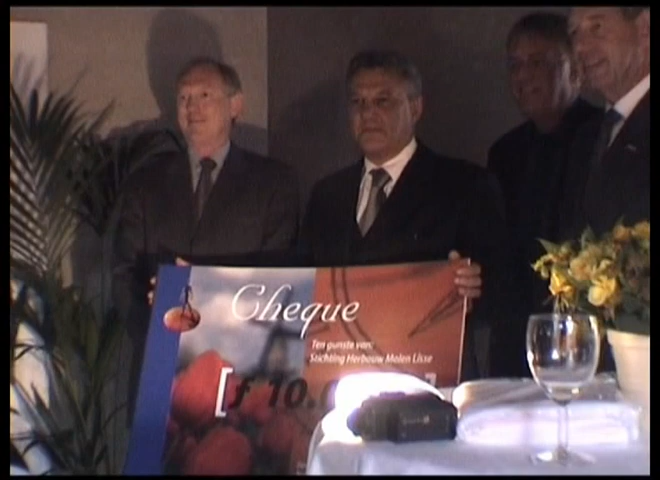 Cheque
Ten gunste van:
Stichting Herbouw Molen Lisse
[ƒ 10.